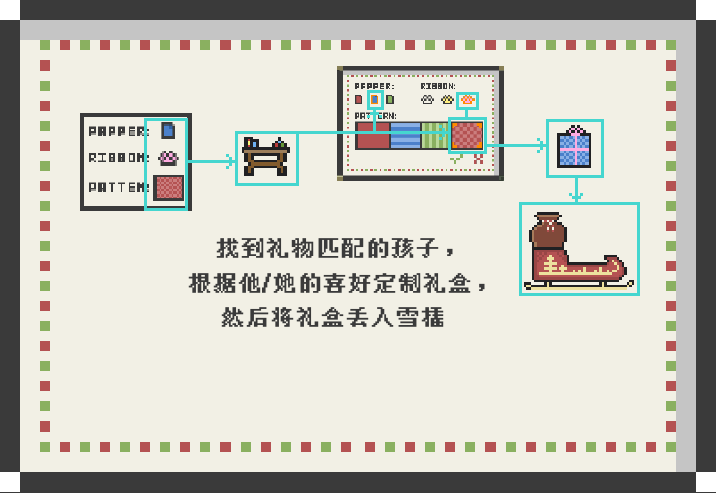 PAPPER: RIBBON:
PATTERN:
PAPPER:
RIBBON:
PATTEN:
找到礼物匹配的孩子，
根据他/她的喜好定制礼盒，
然后将礼盒丢入雪橇